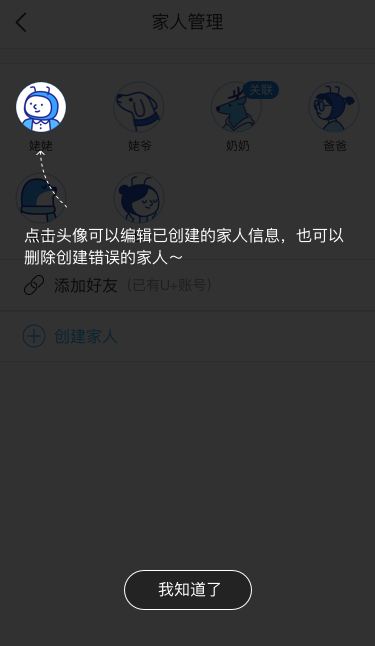 家人管理
关联
姥姥
姥爷
奶奶
爸爸
点击头像可以编辑已创建的家人信息，也可以
删除创建错误的家人～
添加好友 (已有U+账号)
创建家人
我知道了